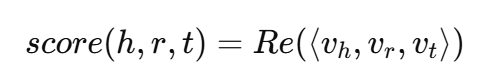 score(h, r, t) = Re(⟨v_h, v_r, v_t⟩)